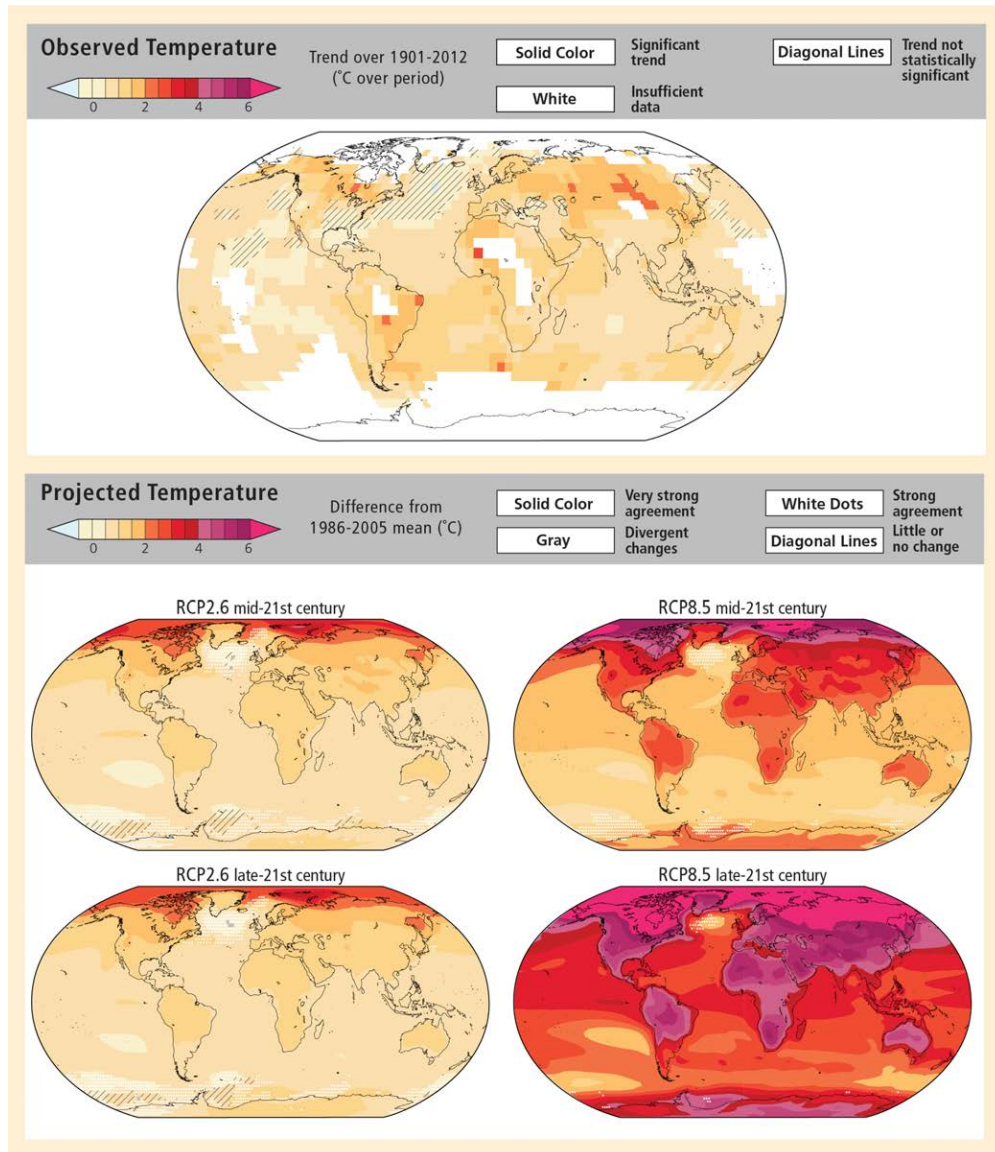 Observed Temperature
0 2 4 6
Trend over 1901-2012
(˚C over period)
Solid Color
Significant
trend
White
Insufficient
data
Diagonal Lines
Trend not
statistically
significant
Projected Temperature
0 2 4 6
Difference from
1986-2005 mean (˚C)
Solid Color
Very strong
agreement
Gray
Divergent
changes
White Dots
Strong
agreement
Diagonal Lines
Little or
no change
RCP2.6 mid-21st century
RCP8.5 mid-21st century
RCP2.6 late-21st century
RCP8.5 late-21st century